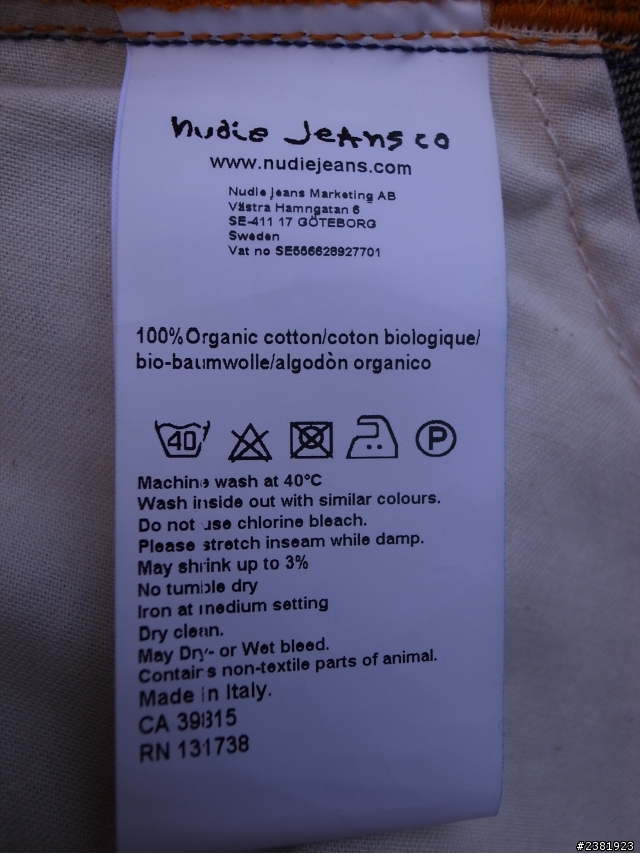 nudie Jeans co
www.nudiejeans.com
Nudie Jeans Marketing AB
Västra Hamngatan 6
SE-411 17 GÖTEBORG
Sweden
Vat no SE556628927701
100%Organic cotton/coton biologique/
bio-baumwolle/algodòn organico
40 P
Machine wash at 40°C
Wash inside out with similar colours.
Do not use chlorine bleach.
Please stretch inseam while damp.
May shrink up to 3%
No tumble dry
Iron at medium setting
Dry clean.
May Dry- or Wet bleed.
Contains non-textile parts of animal.
Made in Italy.
CA 39815
RN 131738
#2381923